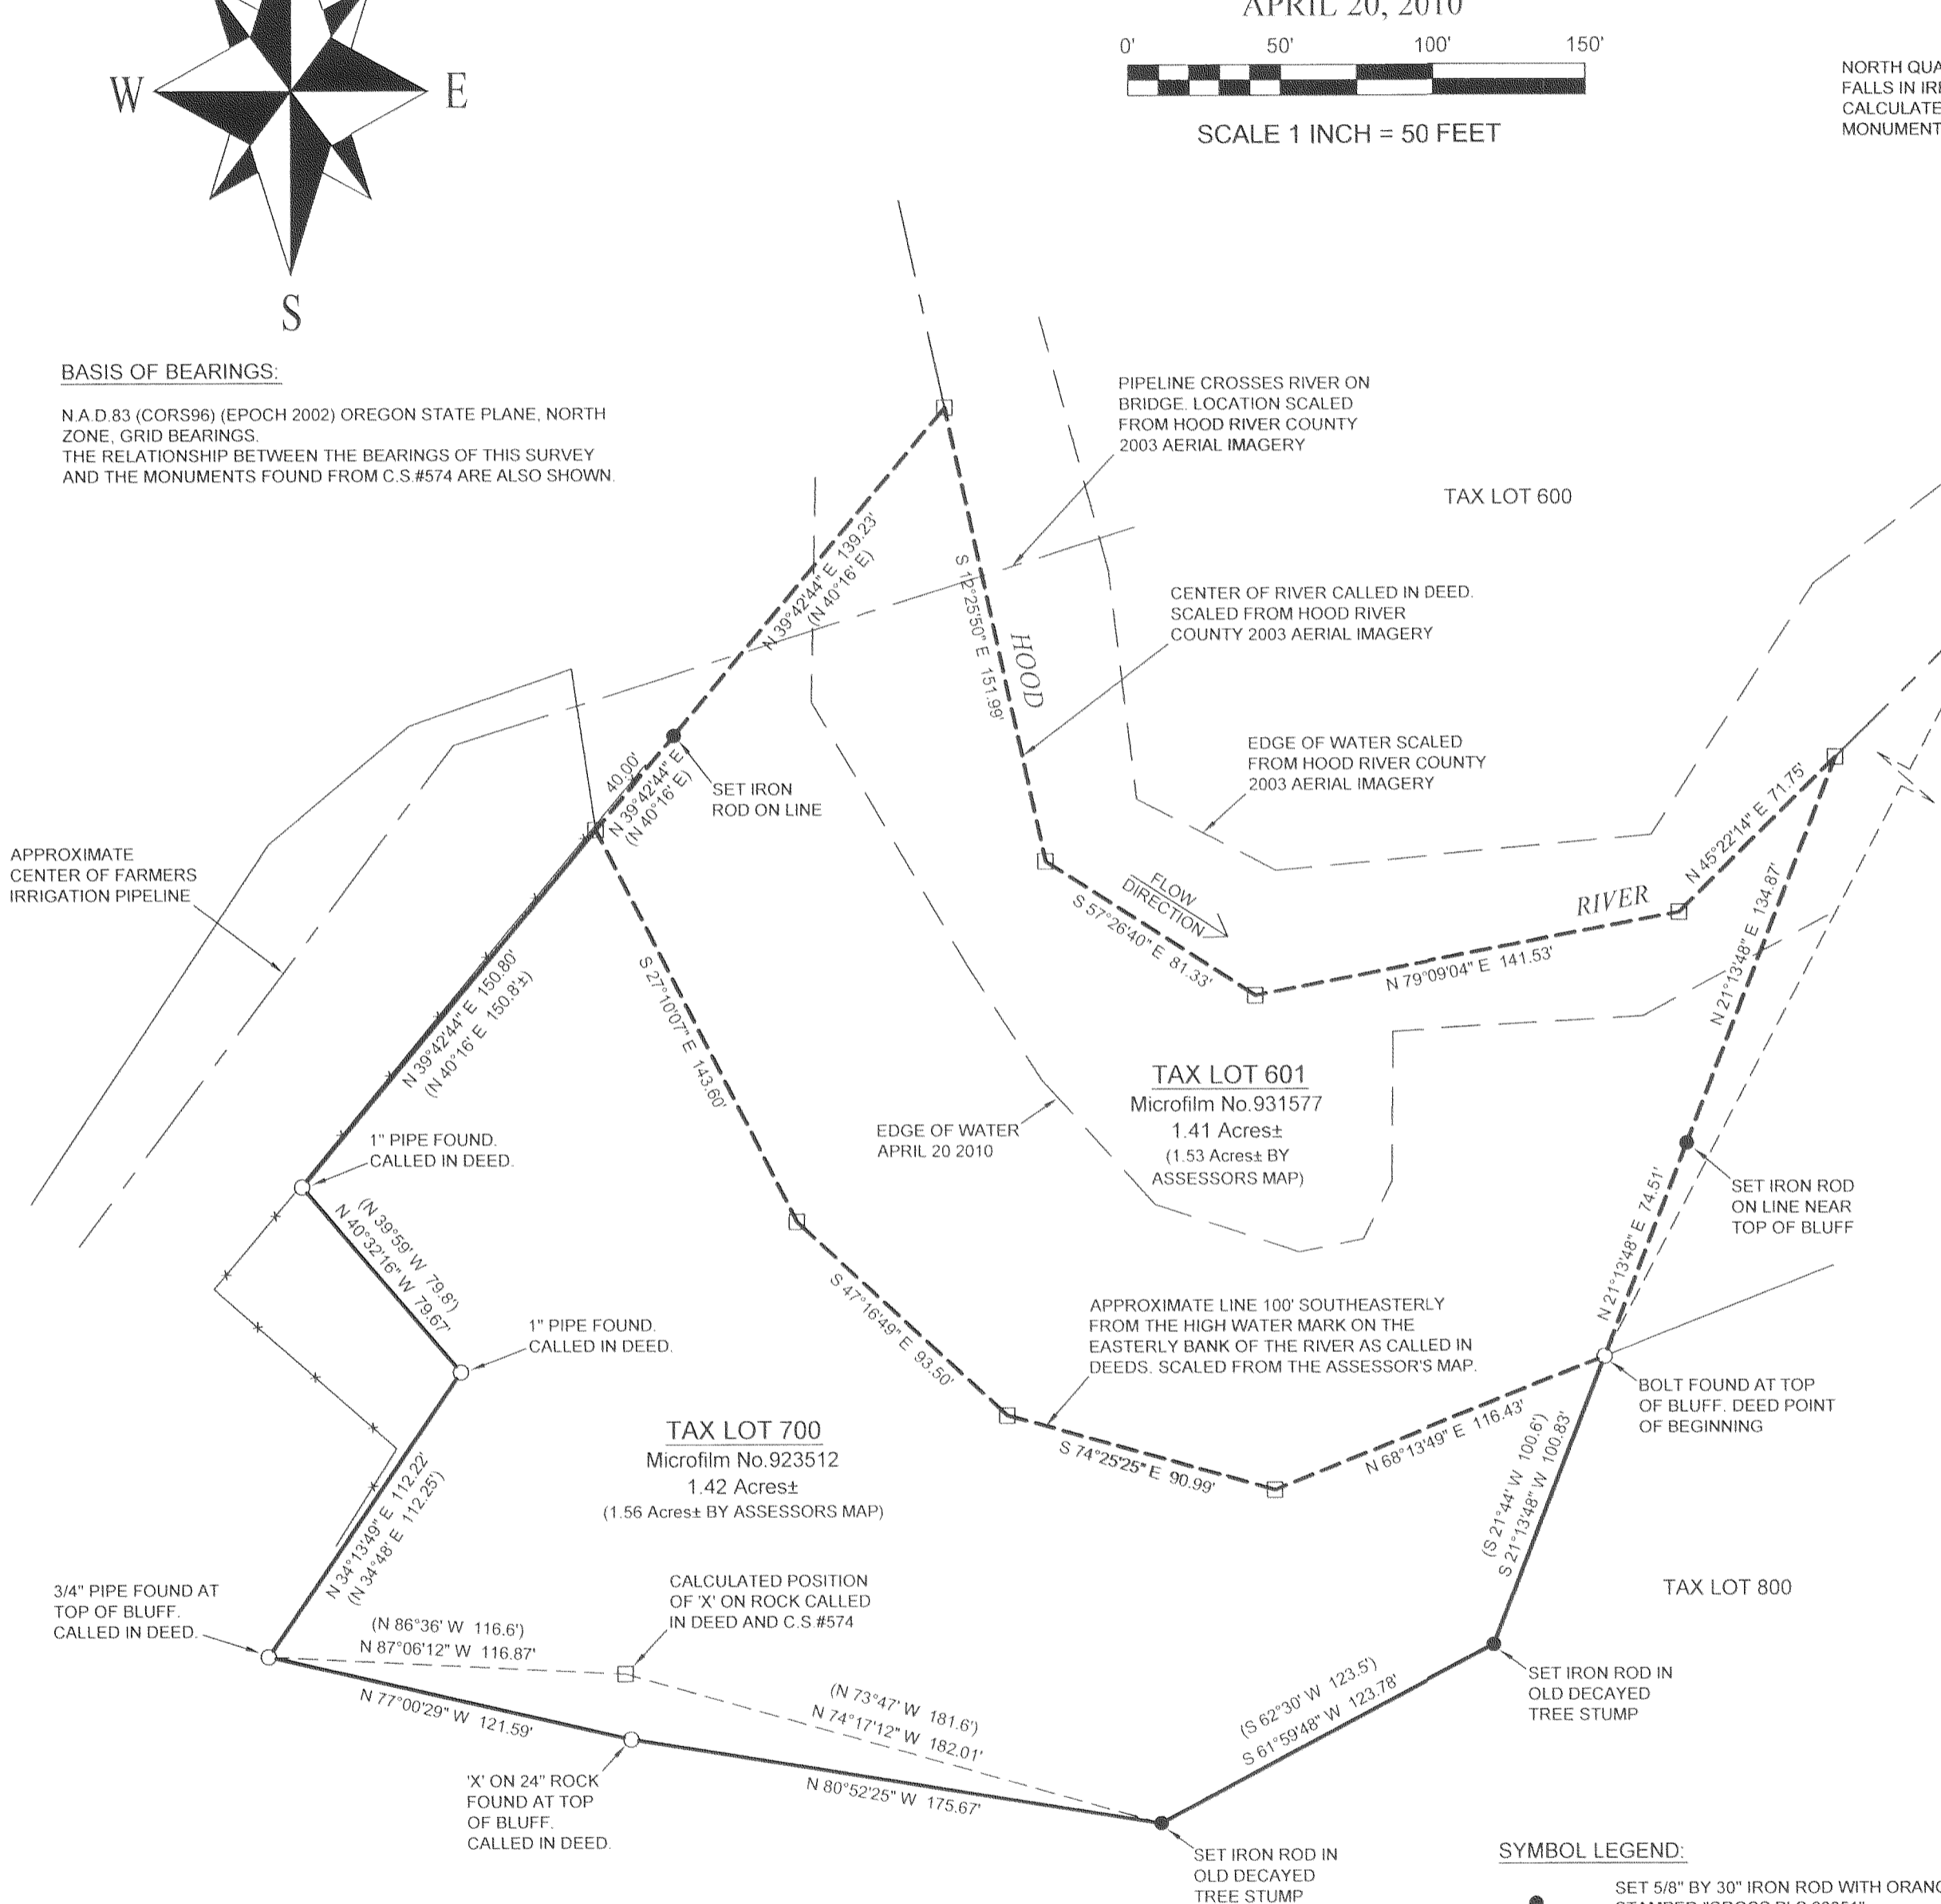 APRIL 20, 2010
0' 50' 100' 150'
SCALE 1 INCH = 50 FEET
W E
S
NORTH QUA
FALLS IN IRE
CALCULATE
MONUMENT
BASIS OF BEARINGS:
N.A.D.83 (CORS96) (EPOCH 2002) OREGON STATE PLANE, NORTH
ZONE, GRID BEARINGS.
THE RELATIONSHIP BETWEEN THE BEARINGS OF THIS SURVEY
AND THE MONUMENTS FOUND FROM C.S.#574 ARE ALSO SHOWN.
PIPELINE CROSSES RIVER ON
BRIDGE. LOCATION SCALED
FROM HOOD RIVER COUNTY
2003 AERIAL IMAGERY
TAX LOT 600
N 39°42'44" E 139.23'
(N 40°16' E)
S 12°25'50" E 151.99'
HOOD
CENTER OF RIVER CALLED IN DEED.
SCALED FROM HOOD RIVER
COUNTY 2003 AERIAL IMAGERY
EDGE OF WATER SCALED
FROM HOOD RIVER COUNTY
2003 AERIAL IMAGERY
40.00'
N 39°42'44" E
(N 40°16' E)
SET IRON
ROD ON LINE
APPROXIMATE
CENTER OF FARMERS
IRRIGATION PIPELINE
FLOW
DIRECTION
S 57°26'40" E 81.33'
RIVER
N 79°09'04" E 141.53'
N 45°22'14" E 71.75'
N 21°13'48" E 134.87'
N 39°42'44" E 150.80'
(N 40°16' E 150.8'±)
S 27°10'07" E 143.60'
TAX LOT 601
Microfilm No.931577
1.41 Acres±
(1.53 Acres± BY
ASSESSORS MAP)
EDGE OF WATER
APRIL 20 2010
1" PIPE FOUND.
CALLED IN DEED.
SET IRON ROD
ON LINE NEAR
TOP OF BLUFF
N 21°13'48" E 74.51'
(N 39°59' W 79.8')
N 40°32'16" W 79.67'
1" PIPE FOUND.
CALLED IN DEED.
S 47°16'49" E 93.50'
APPROXIMATE LINE 100' SOUTHEASTERLY
FROM THE HIGH WATER MARK ON THE
EASTERLY BANK OF THE RIVER AS CALLED IN
DEEDS. SCALED FROM THE ASSESSOR'S MAP.
BOLT FOUND AT TOP
OF BLUFF. DEED POINT
OF BEGINNING
TAX LOT 700
Microfilm No.923512
1.42 Acres±
(1.56 Acres± BY ASSESSORS MAP)
S 74°25'25" E 90.99'
N 68°13'49" E 116.43'
(S 21°44' W 100.6')
S 21°13'48" W 100.83'
N 34°13'49" E 112.22'
(N 34°48' E 112.25')
3/4" PIPE FOUND AT
TOP OF BLUFF.
CALLED IN DEED.
CALCULATED POSITION
OF 'X' ON ROCK CALLED
IN DEED AND C.S.#574
TAX LOT 800
(N 86°36' W 116.6')
N 87°06'12" W 116.87'
N 77°00'29" W 121.59'
(N 73°47' W 181.6')
N 74°17'12" W 182.01'
(S 62°30' W 123.5')
S 61°59'48" W 123.78'
SET IRON ROD IN
OLD DECAYED
TREE STUMP
'X' ON 24" ROCK
FOUND AT TOP
OF BLUFF.
CALLED IN DEED.
N 80°52'25" W 175.67'
SET IRON ROD IN
OLD DECAYED
TREE STUMP
SYMBOL LEGEND:
SET 5/8" BY 30" IRON ROD WITH ORANG